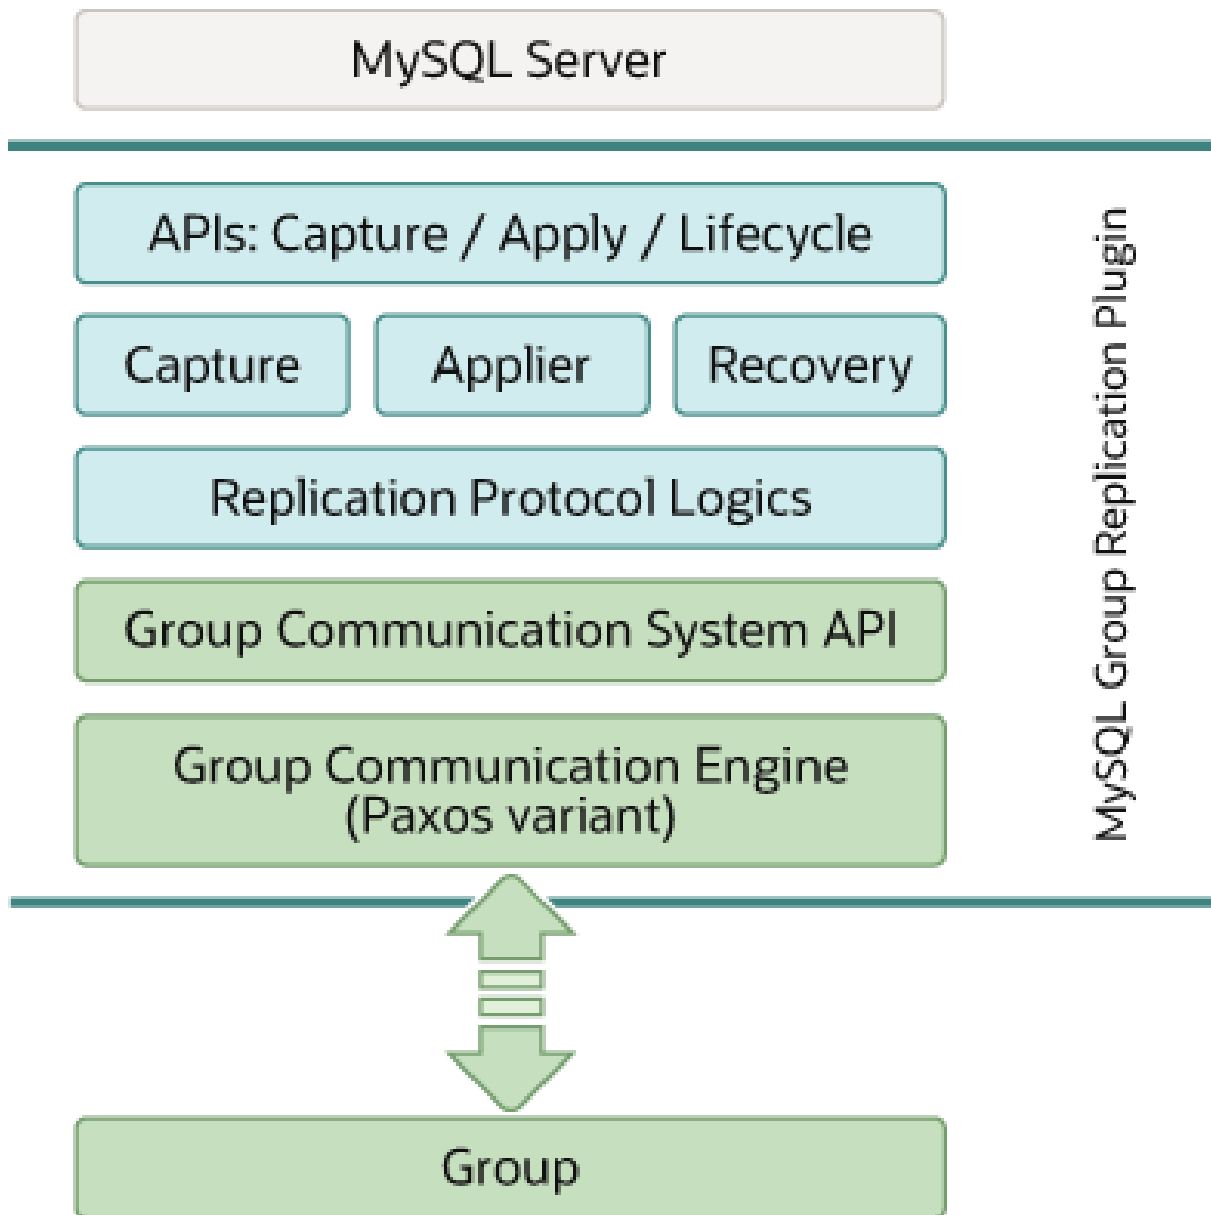 MySQL Server
APIs: Capture / Apply / Lifecycle
Capture
Applier
Recovery
Replication Protocol Logics
Group Communication System API
Group Communication Engine
(Paxos variant)
MySQL Group Replication Plugin
Group